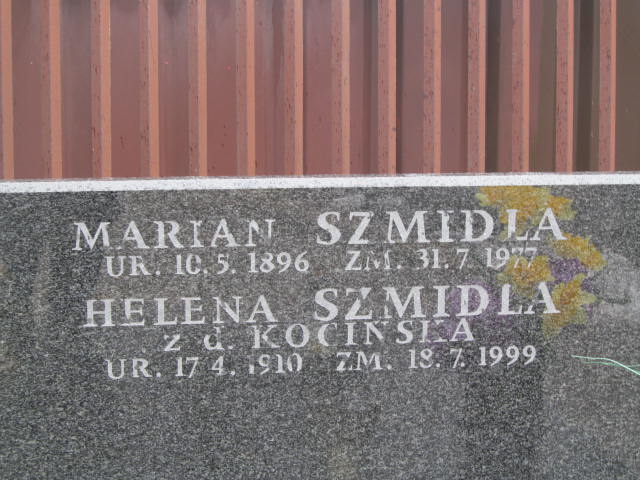 MARIAN SZMIDLA
UR. 10.5.1896 ZM. 31.7 1977
HELENA SZMIDLA
z d. KOCIŃSKA
UR. 17 4.1910 ZM. 18.7.1999